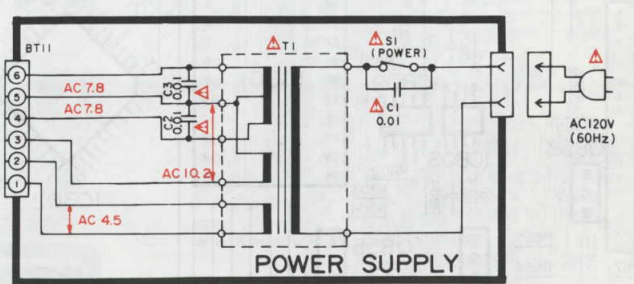 BT11
6
5
4
3
2
1
AC 7.8
AC 7.8
C3
0.01
C2
0.01
AC 10.2
AC 4.5
T1
S1
(POWER)
C1
0.01
AC120V
(60Hz)
POWER SUPPLY